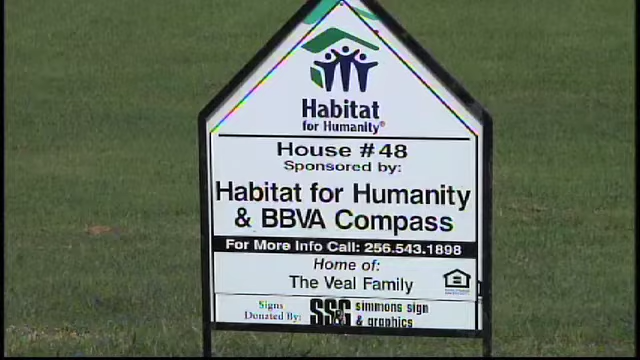 Habitat
for Humanity®
House #48
Sponsored by:
Habitat for Humanity
& BBVA Compass
For More Info Call: 256.543.1898
Home of:
The Veal Family
Signs
Donated By:
SS&G simmons sign
& graphics